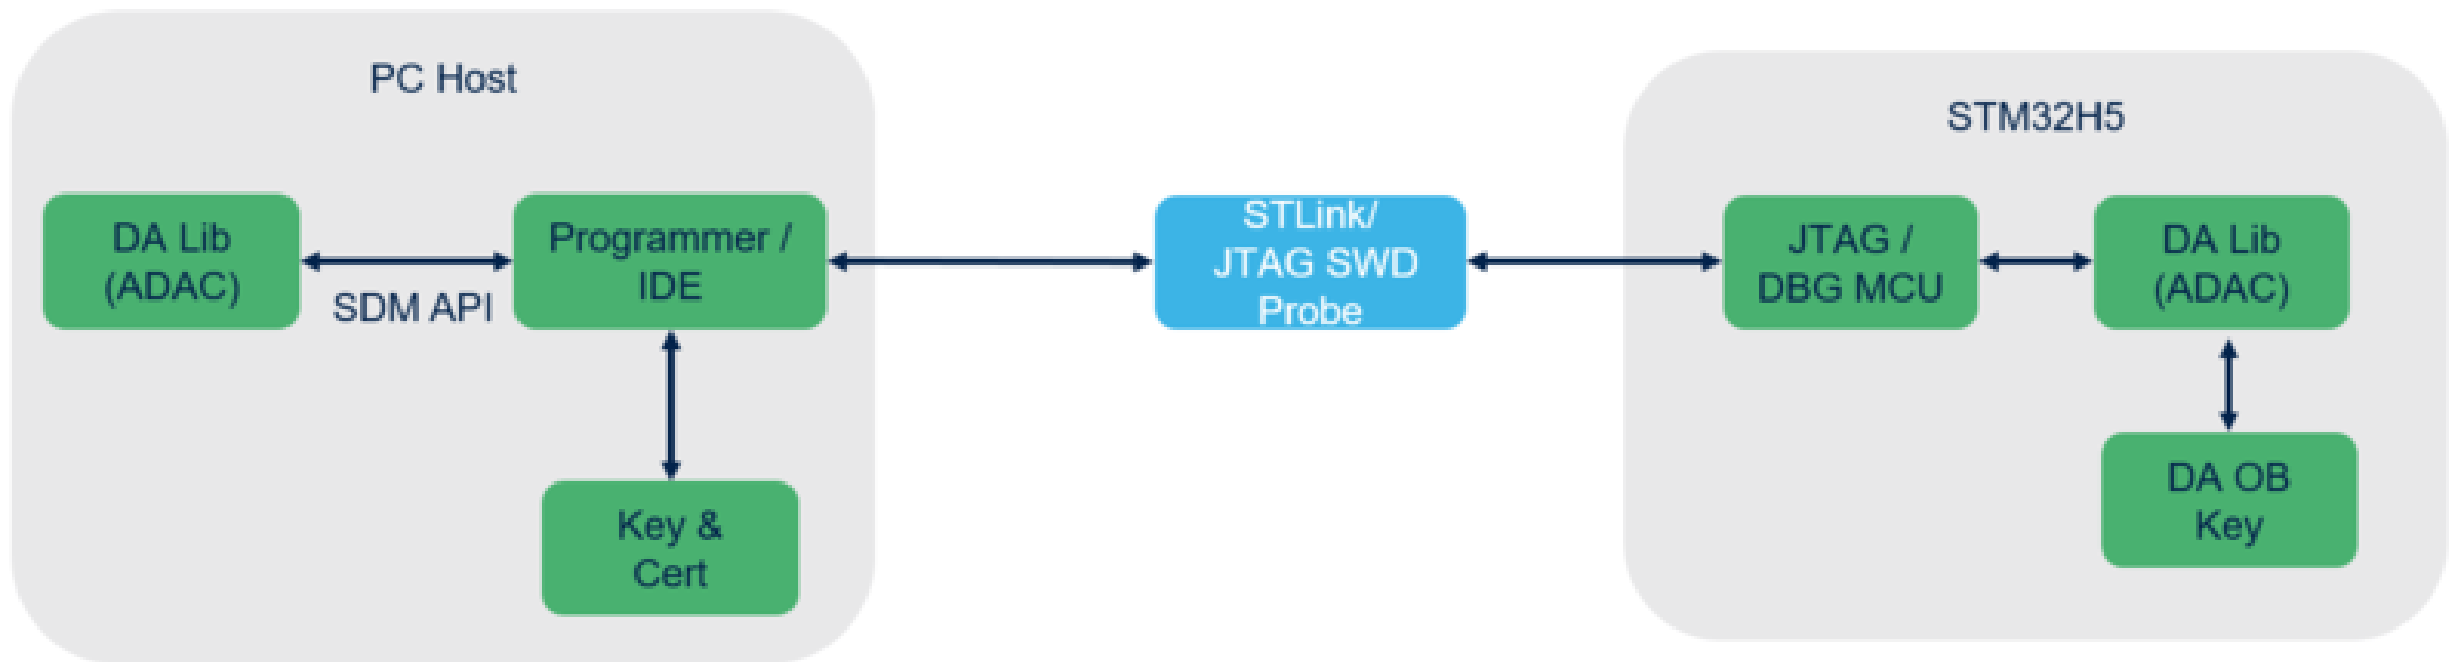 PC Host
DA Lib
(ADAC)
SDM API
Programmer /
IDE
Key &
Cert
STLink/
JTAG SWD
Probe
STM32H5
JTAG /
DBG MCU
DA Lib
(ADAC)
DA OB
Key